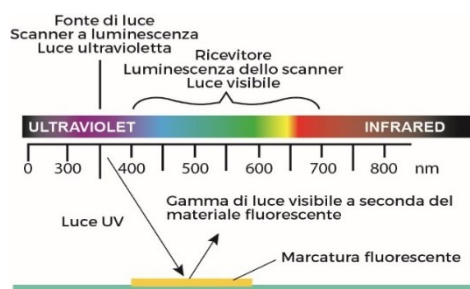 Fonte di luce
Scanner a luminescenza
Luce ultravioletta
Ricevitore
Luminescenza dello scanner
Luce visibile
ULTRAVIOLET INFRARED
0 300 400 500 600 700 800 nm
Luce UV
Gamma di luce visibile a seconda del
materiale fluorescente
Marcatura fluorescente